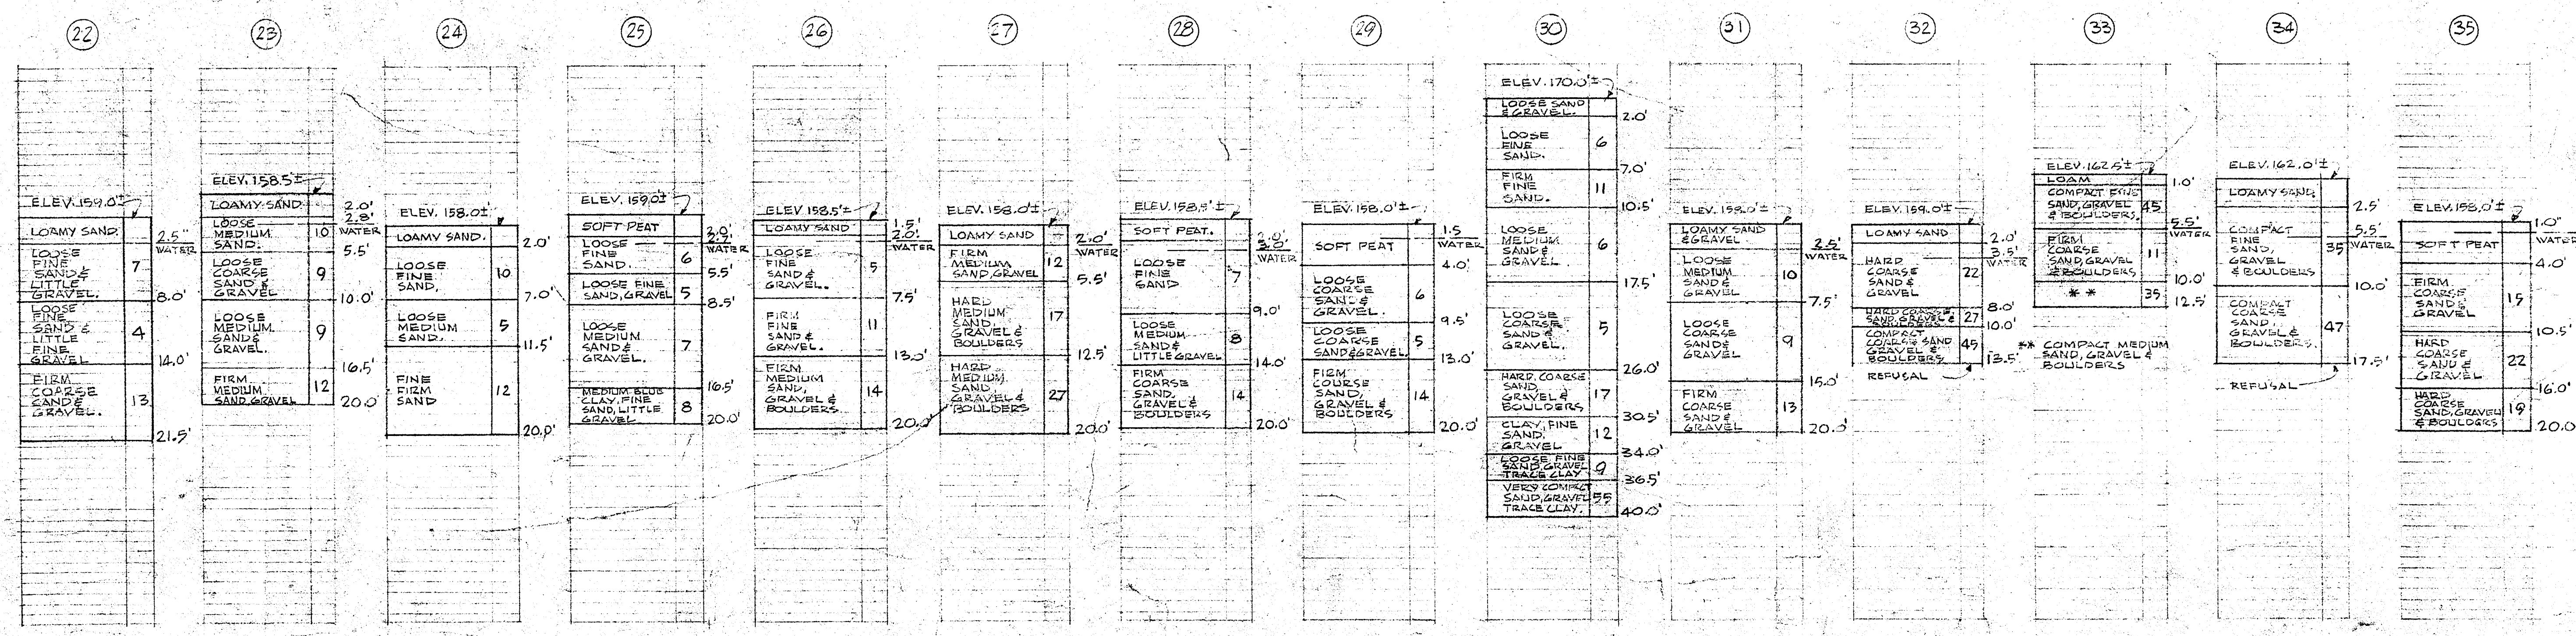 22
ELEV. 159.0'±
LOAMY SAND.
2.5"
WATER
LOOSE
FINE
SAND &
LITTLE
GRAVEL.
7
8.0'
LOOSE
FINE
SAND &
LITTLE
FINE
GRAVEL
4
14.0'
FIRM
COARSE
SAND &
GRAVEL.
13
21.5'
23
ELEV. 158.5'±
LOAMY SAND
2.0'
2.8'
WATER
LOOSE
MEDIUM
SAND.
10
5.5'
LOOSE
COARSE
SAND &
GRAVEL
9
10.0'
LOOSE
MEDIUM
SAND &
GRAVEL.
9
16.5'
FIRM
MEDIUM
SAND, GRAVEL
12
20.0'
24
ELEV. 158.0±'
LOAMY SAND.
2.0'
LOOSE
FINE
SAND.
10
7.0'
LOOSE
MEDIUM
SAND.
5
11.5'
FINE
FIRM
SAND
12
20.0'
25
ELEV. 159.0±'
SOFT PEAT
2.0'
WATER
LOOSE
FINE
SAND.
6
5.5'
LOOSE FINE
SAND, GRAVEL
5
8.5'
LOOSE
MEDIUM
SAND &
GRAVEL.
7
16.5'
MEDIUM BLUE
CLAY, FINE
SAND, LITTLE
GRAVEL
8
20.0'
26
ELEV 158.5'±
LOAMY SAND
1.5'
2.0'
WATER
LOOSE
FINE
SAND &
GRAVEL.
5
7.5'
FIRM
FINE
SAND &
GRAVEL.
11
13.0'
FIRM
MEDIUM
SAND,
GRAVEL &
BOULDERS
14
20.0'
27
ELEV. 158.0'±
LOAMY SAND
2.0'
WATER
FIRM
MEDIUM
SAND, GRAVEL
12
5.5'
HARD
MEDIUM
SAND,
GRAVEL &
BOULDERS
17
12.5'
HARD
MEDIUM
SAND
GRAVEL &
BOULDERS
27
20.0'
28
ELEV. 158.5'±
SOFT PEAT.
2.0'
3.0'
WATER
LOOSE
FINE
SAND
7
9.0'
LOOSE
MEDIUM
SAND &
LITTLE GRAVEL
8
14.0'
FIRM
COARSE
SAND,
GRAVEL &
BOULDERS
14
20.0'
29
ELEV. 158.0'±
SOFT PEAT
1.5
WATER
4.0'
LOOSE
COARSE
SAND &
GRAVEL.
6
9.5'
LOOSE
COARSE
SAND & GRAVEL
5
13.0'
FIRM
COURSE
SAND,
GRAVEL &
BOULDERS
14
20.0'
30
ELEV. 170.0'±
LOOSE SAND
& GRAVEL.
2.0'
LOOSE
FINE
SAND.
6
7.0'
FIRM
FINE
SAND.
11
10.5'
LOOSE
MEDIUM
SAND &
GRAVEL
6
17.5'
LOOSE
COARSE
SAND &
GRAVEL.
5
26.0'
HARD, COARSE
SAND,
GRAVEL &
BOULDERS
17
30.5'
CLAY, FINE
SAND.
GRAVEL
12
34.0'
LOOSE FINE
SAND, GRAVEL
TRACE CLAY
9
36.5'
VERY COMPACT
SAND, GRAVEL
TRACE CLAY.
55
40.0'
31
ELEV. 159.0'±
LOAMY SAND
& GRAVEL
2.5'
WATER
LOOSE
MEDIUM
SAND &
GRAVEL
10
7.5'
LOOSE
COARSE
SAND &
GRAVEL
9
15.0'
FIRM
COARSE
SAND &
GRAVEL
13
20.0'
32
ELEV. 159.0'±
LOAMY SAND
2.0'
3.5'
WATER
HARD
COARSE
SAND &
GRAVEL
22
8.0'
HARD COARSE
SAND, GRAVEL &
BOULDERS
27
10.0'
COMPACT
COARSE SAND
GRAVEL &
BOULDERS
45
13.5'
REFUSAL
33
ELEV. 162.5'±
LOAM
1.0'
COMPACT FINE
SAND, GRAVEL
& BOULDERS
45
5.5'
WATER
FIRM
COARSE
SAND, GRAVEL
& BOULDERS
11
10.0'
**
35
12.5'
** COMPACT MEDIUM
SAND, GRAVEL &
BOULDERS
34
ELEV. 162.0'±
LOAMY SAND
2.5'
5.5'
WATER
COMPACT
FINE
SAND,
GRAVEL
& BOULDERS
35
10.0'
COMPACT
COARSE
SAND,
GRAVEL &
BOULDERS.
47
17.5'
REFUSAL
35
ELEV. 158.0'±
1.0"
WATER
SOFT PEAT
4.0'
FIRM
COARSE
SAND &
GRAVEL
15
10.5'
HARD
COARSE
SAND &
GRAVEL
22
16.0'
HARD
COARSE
SAND, GRAVEL
& BOULDERS
19
20.0